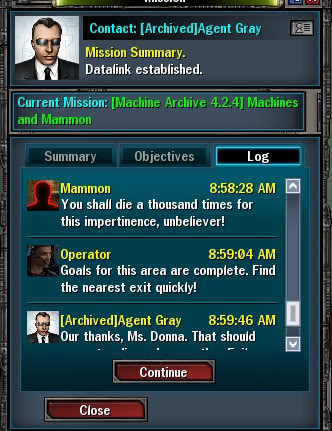 Mission
Contact: [Archived]Agent Gray
Mission Summary.
Datalink established.
Current Mission: [Machine Archive 4.2.4] Machines
and Mammon
Summary
Objectives
Log
Mammon 8:58:28 AM
You shall die a thousand times for
this impertinence, unbeliever!
Operator 8:59:04 AM
Goals for this area are complete. Find
the nearest exit quickly!
[Archived]Agent Gray 8:59:46 AM
Our thanks, Ms. Donna. That should
Continue
Close